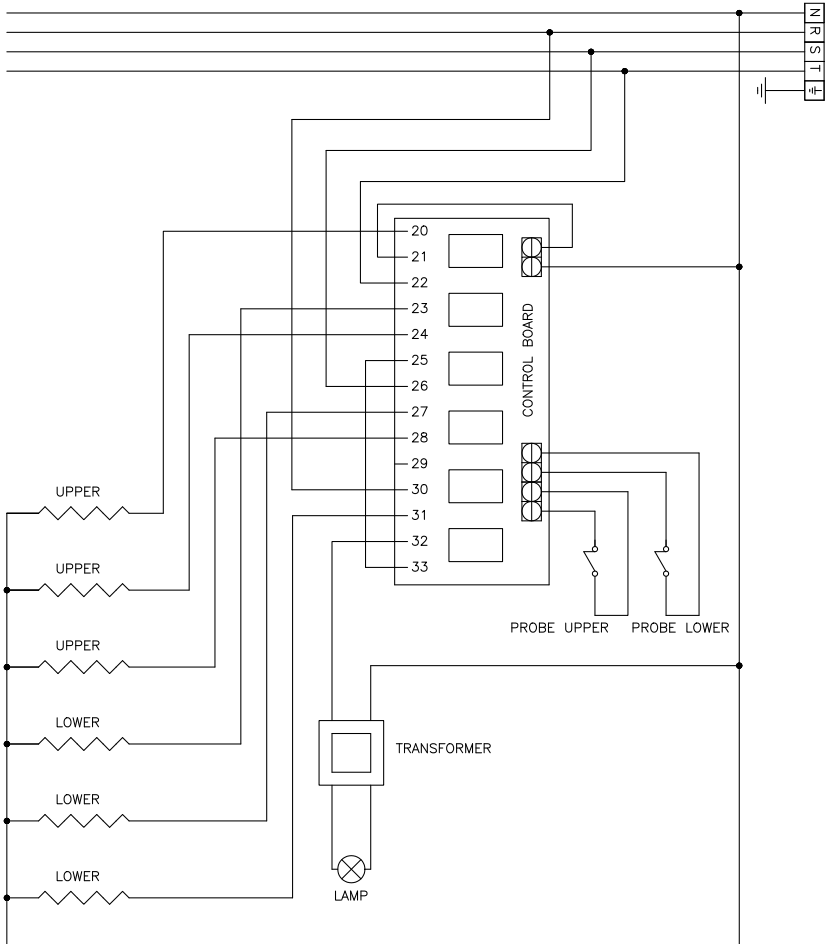 N
R
S
T
20
21
22
23
24
25
26
27
28
29
30
31
32
33
CONTROL BOARD
UPPER
UPPER
UPPER
LOWER
LOWER
LOWER
PROBE UPPER
PROBE LOWER
TRANSFORMER
LAMP